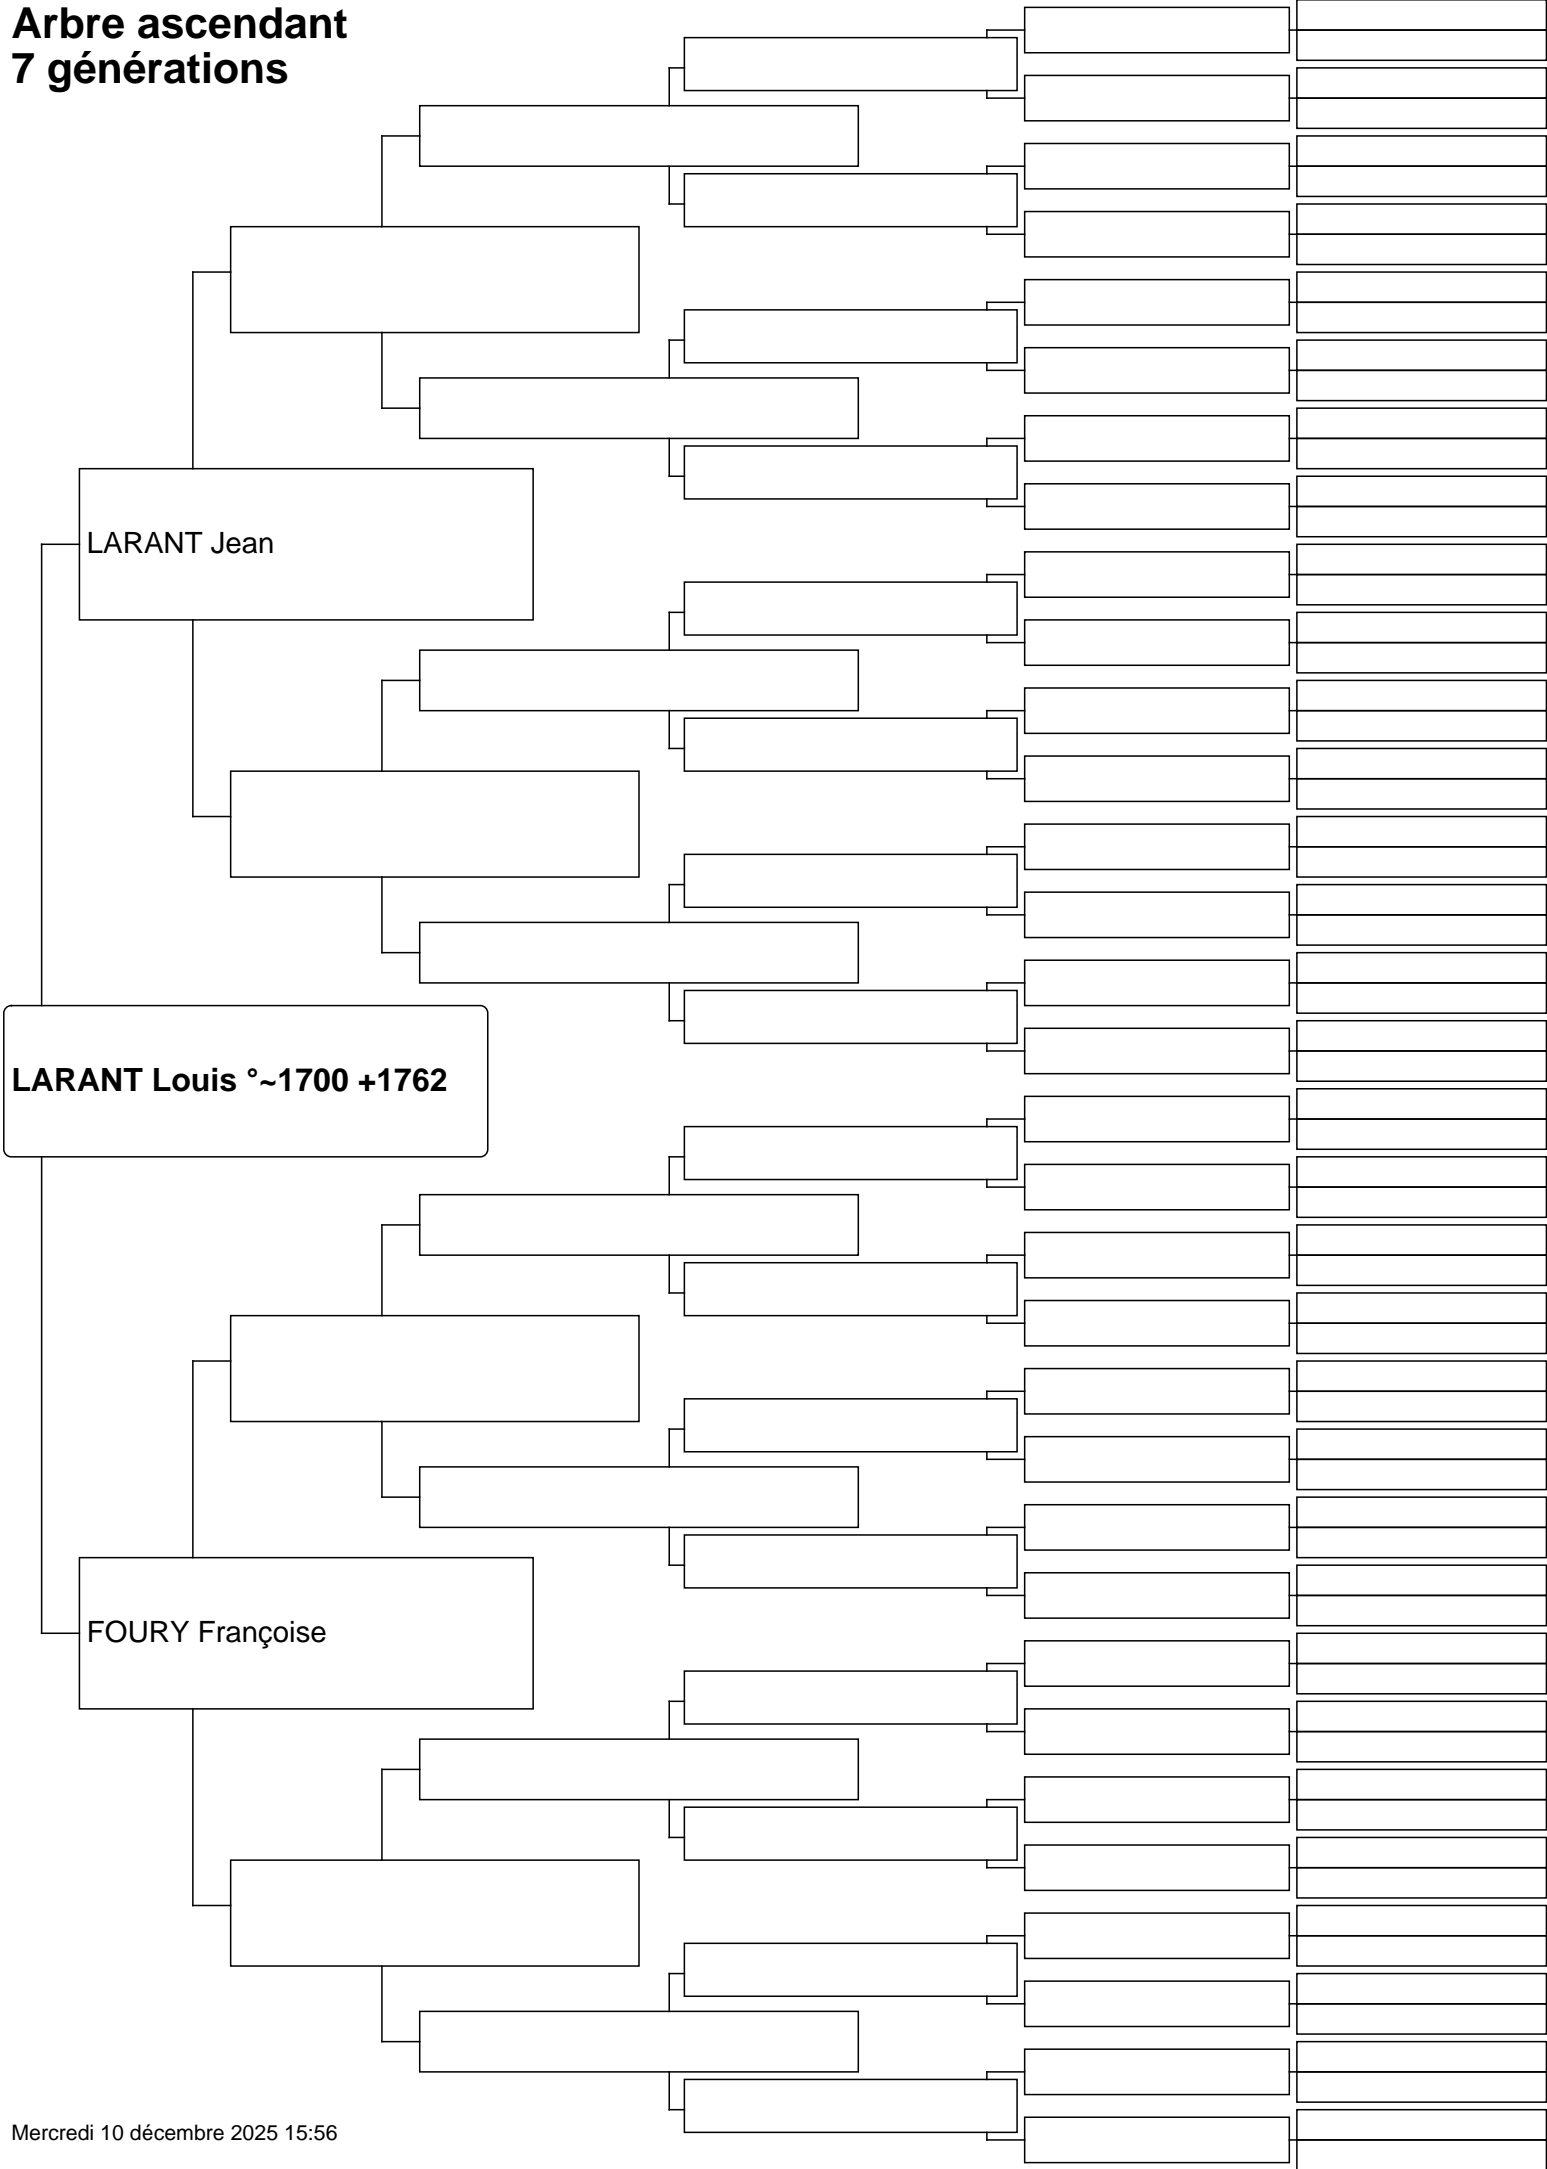 Arbre ascendant
7 générations
LARANT Jean
LARANT Louis °~1700 +1762
FOURY Françoise
Mercredi 10 décembre 2025 15:56